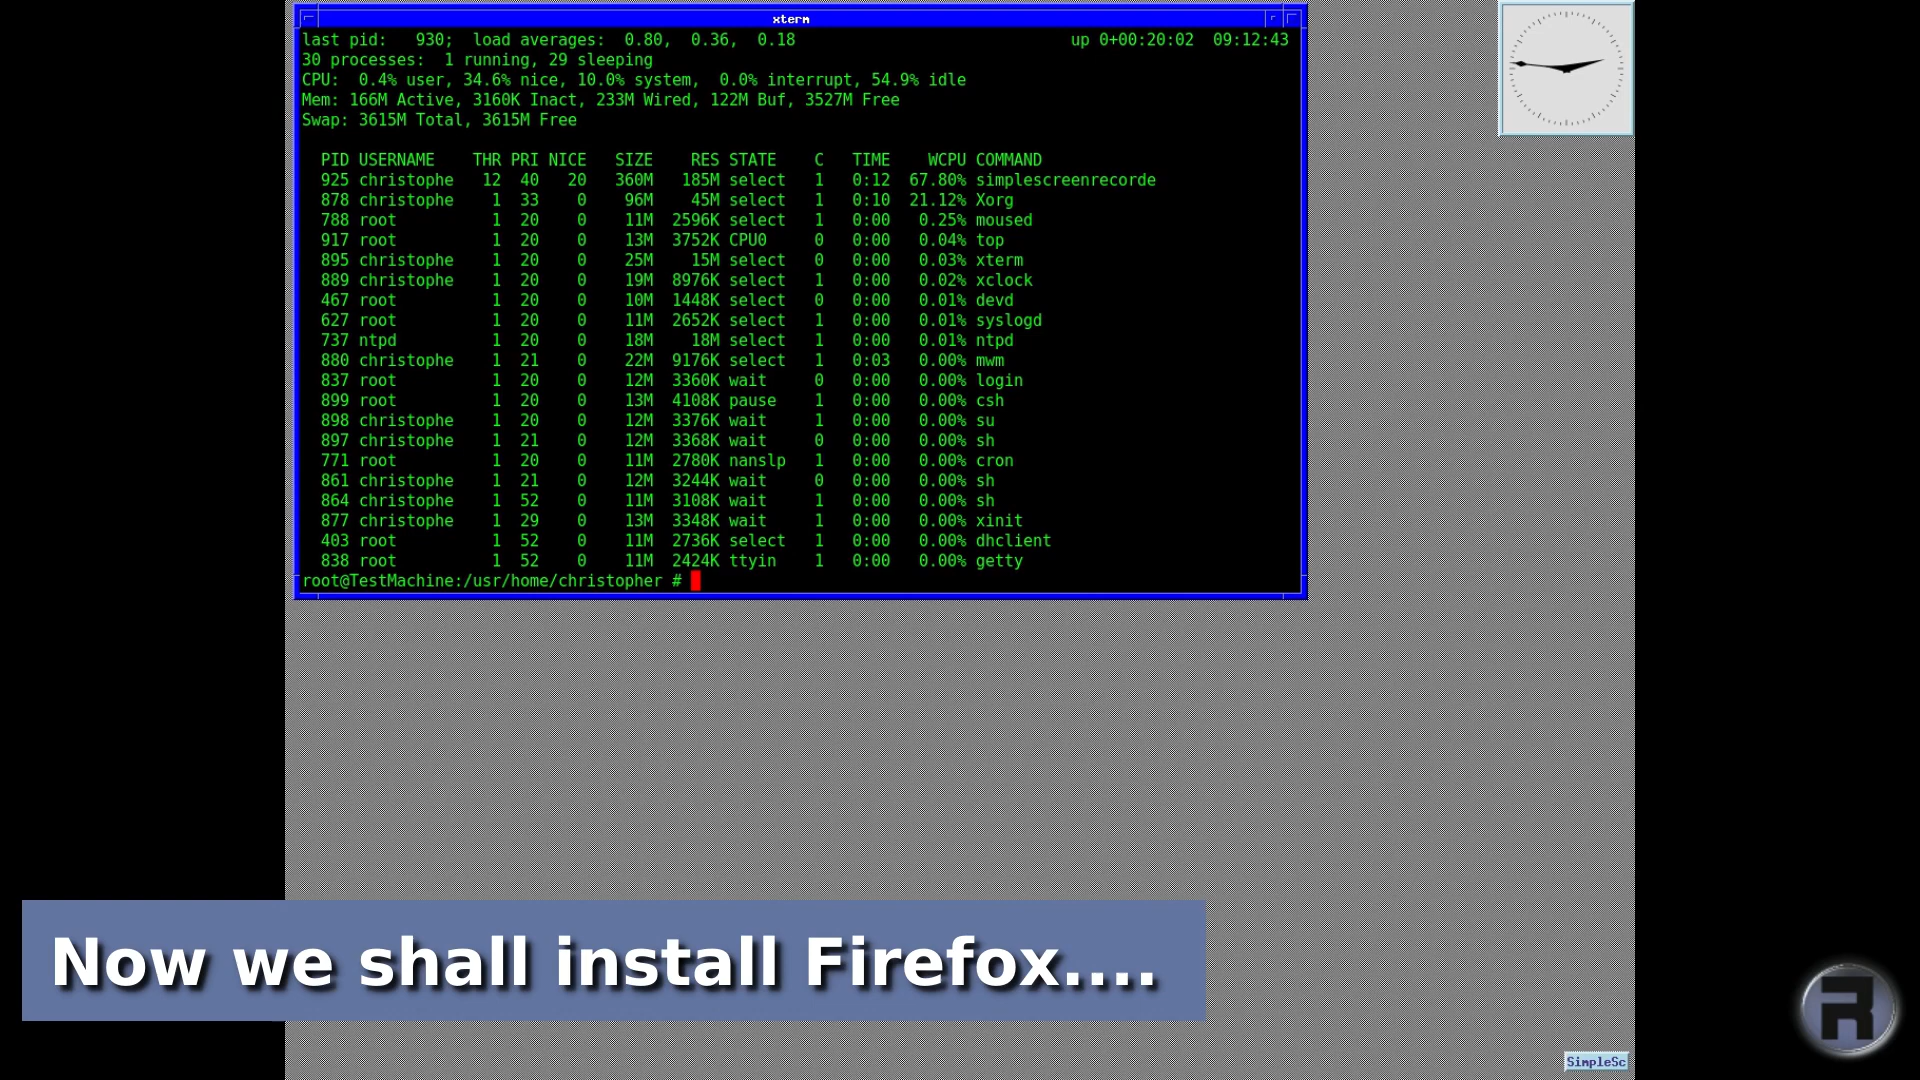 xterm
last pid:   930;  load averages:  0.80,  0.36,  0.18    up 0+00:20:02  09:12:43
30 processes:  1 running, 29 sleeping
CPU:  0.4% user, 34.6% nice, 10.0% system,  0.0% interrupt, 54.9% idle
Mem: 166M Active, 3160K Inact, 233M Wired, 122M Buf, 3527M Free
Swap: 3615M Total, 3615M Free
PID USERNAME    THR PRI NICE   SIZE    RES STATE   C   TIME    WCPU COMMAND
925 christophe   12  40   20   360M   185M select  1   0:12  67.80% simplescreenrecorde
878 christophe    1  33    0    96M    45M select  1   0:10  21.12% Xorg
788 root          1  20    0    11M  2596K select  1   0:00   0.25% moused
917 root          1  20    0    13M  3752K CPU0    0   0:00   0.04% top
895 christophe    1  20    0    25M    15M select  0   0:00   0.03% xterm
889 christophe    1  20    0    19M  8976K select  1   0:00   0.02% xclock
467 root          1  20    0    10M  1448K select  0   0:00   0.01% devd
627 root          1  20    0    11M  2652K select  1   0:00   0.01% syslogd
737 ntpd          1  20    0    18M    18M select  1   0:00   0.01% ntpd
880 christophe    1  21    0    22M  9176K select  1   0:03   0.00% mwm
837 root          1  20    0    12M  3360K wait    0   0:00   0.00% login
899 root          1  20    0    13M  4108K pause   1   0:00   0.00% csh
898 christophe    1  20    0    12M  3376K wait    1   0:00   0.00% su
897 christophe    1  21    0    12M  3368K wait    0   0:00   0.00% sh
771 root          1  20    0    11M  2780K nanslp  1   0:00   0.00% cron
861 christophe    1  21    0    12M  3244K wait    0   0:00   0.00% sh
864 christophe    1  52    0    11M  3108K wait    1   0:00   0.00% sh
877 christophe    1  29    0    13M  3348K wait    1   0:00   0.00% xinit
403 root          1  52    0    11M  2736K select  1   0:00   0.00% dhclient
838 root          1  52    0    11M  2424K ttyin   1   0:00   0.00% getty
root@TestMachine:/usr/home/christopher #
Now we shall install Firefox....
R
SimpleSc